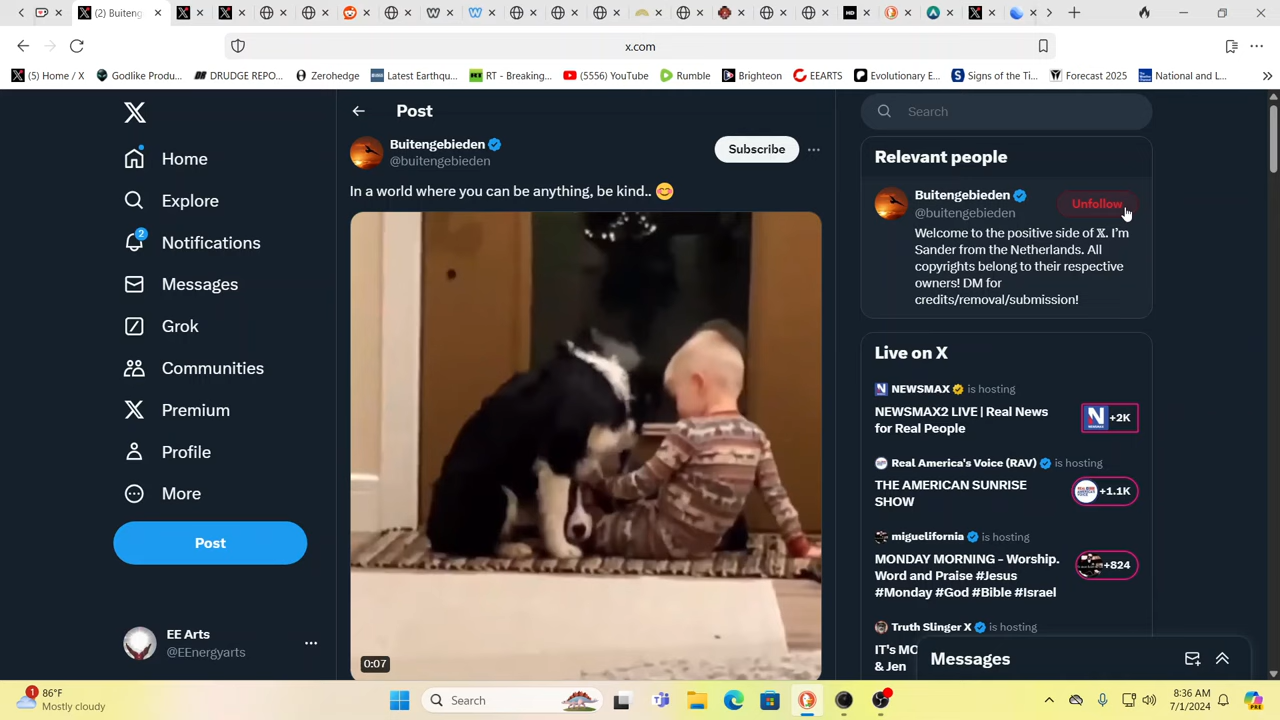 (2) Buiteng
HD
x.com
(5) Home / X
Godlike Produ...
DRUDGE REPO...
Zerohedge
Latest Earthqu...
RT - Breaking...
(5556) YouTube
Rumble
Brighteon
EEARTS
Evolutionary E...
Signs of the Ti...
Forecast 2025
National and L...
Post
Buitengebieden
@buitengebieden
Subscribe
In a world where you can be anything, be kind.. 😊
0:07
Home
Explore
2
Notifications
Messages
Grok
Communities
Premium
Profile
More
Post
EE Arts
@EEnergyarts
Search
Relevant people
Buitengebieden
@buitengebieden
Unfollow
Welcome to the positive side of 𝕏. I'm
Sander from the Netherlands. All
copyrights belong to their respective
owners! DM for
credits/removal/submission!
Live on X
NEWSMAX is hosting
NEWSMAX2 LIVE | Real News
for Real People
+2K
Real America's Voice (RAV) is hosting
THE AMERICAN SUNRISE
SHOW
+1.1K
miguelifornia is hosting
MONDAY MORNING - Worship.
Word and Praise #Jesus
#Monday #God #Bible #Israel
+824
Truth Slinger X is hosting
IT'S MO
& Jen
Messages
1
86°F
Mostly cloudy
Search
8:36 AM
7/1/2024
PRE